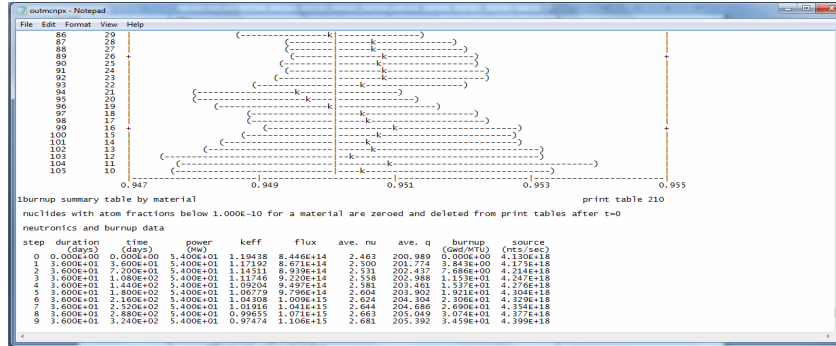 outmcnpx - Notepad
File Edit Format View Help
86 29 (-------------k|------------)
87 28 (------|-----k-----------)
88 27 (------|-----k----------)
89 26 + (------|------k-------------) +
90 25 (------|------k-------------)
91 24 (------|-------k------------)
92 23 (--------|------k-------------)
93 22 (-----------|---k--------------)
94 21 (--------------k-----|---------)
95 20 (----------------k---|------------)
96 19 (----------------k|---------------)
97 18 (------------|----k---------------)
98 17 (------------|-----k---------------)
99 16 + (----------|-------k-------------------) +
100 15 (-------------|------k--------------------)
101 14 (----------------|-----k---------------------)
102 13 (-------------------|-----k------------------------)
103 12 (-------------------------|--k----------------------------)
104 11 (-----------------------|--------k------------------------------)
105 10 (------------------------|---k----------------------------)
0.947 0.949 0.951 0.953 0.955
1burnup summary table by material print table 210
nuclides with atom fractions below 1.000E-10 for a material are zeroed and deleted from print tables after t=0
neutronics and burnup data
step duration time power keff flux ave. nu ave. q burnup source
(days) (days) (MW) (GWd/MTU) (nts/sec)
0 0.000E+00 0.000E+00 5.400E+01 1.19438 8.446E+14 2.463 200.989 0.000E+00 4.130E+18
1 3.600E+01 3.600E+01 5.400E+01 1.17192 8.671E+14 2.500 201.774 3.843E+00 4.175E+18
2 3.600E+01 7.200E+01 5.400E+01 1.14511 8.939E+14 2.531 202.437 7.686E+00 4.214E+18
3 3.600E+01 1.080E+02 5.400E+01 1.11746 9.220E+14 2.558 202.988 1.153E+01 4.247E+18
4 3.600E+01 1.440E+02 5.400E+01 1.09204 9.497E+14 2.581 203.461 1.537E+01 4.276E+18
5 3.600E+01 1.800E+02 5.400E+01 1.06779 9.796E+14 2.604 203.902 1.921E+01 4.304E+18
6 3.600E+01 2.160E+02 5.400E+01 1.04308 1.009E+15 2.624 204.304 2.306E+01 4.329E+18
7 3.600E+01 2.520E+02 5.400E+01 1.01916 1.041E+15 2.644 204.686 2.690E+01 4.354E+18
8 3.600E+01 2.880E+02 5.400E+01 0.99655 1.071E+15 2.663 205.049 3.074E+01 4.377E+18
9 3.600E+01 3.240E+02 5.400E+01 0.97474 1.106E+15 2.681 205.392 3.459E+01 4.399E+18